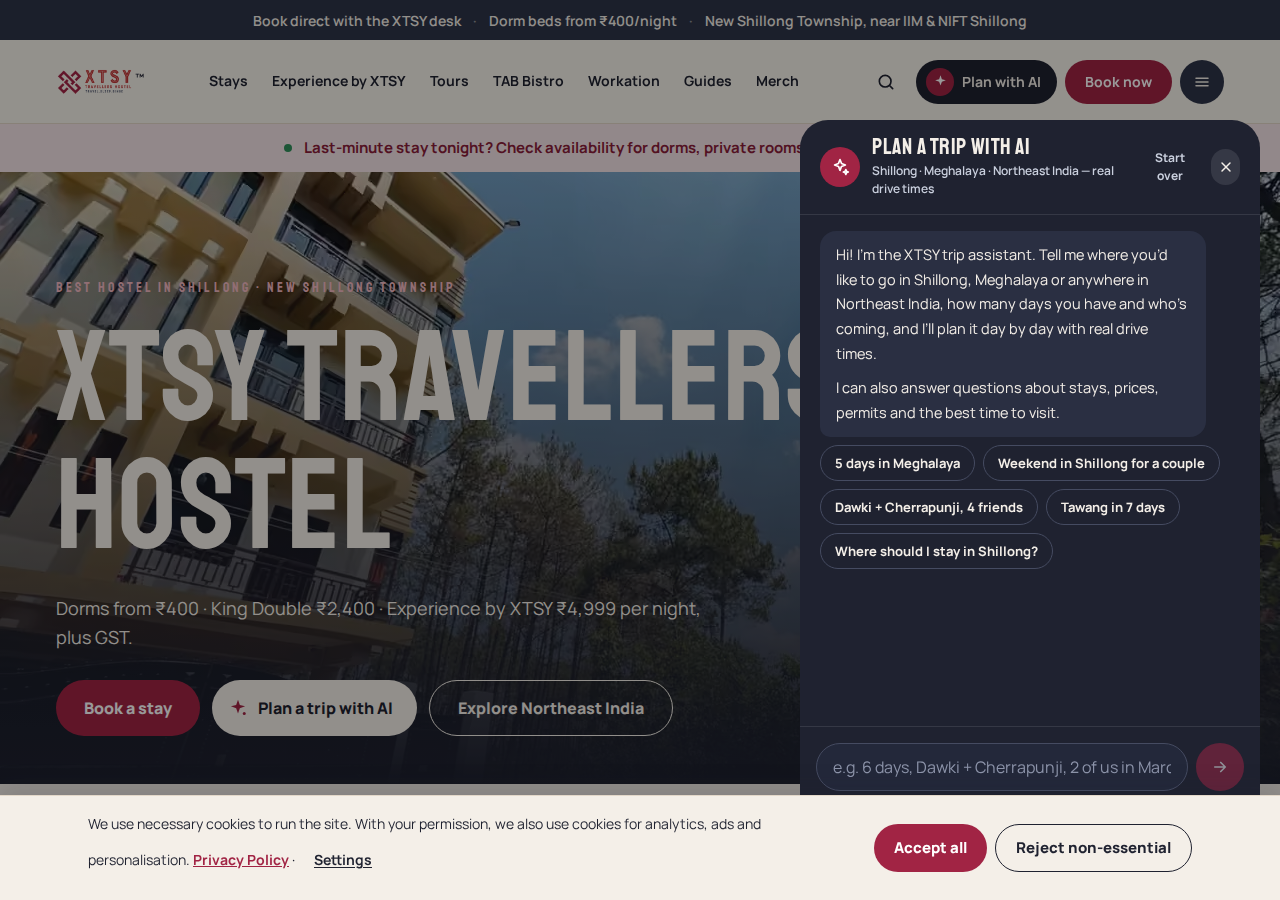 Book direct with the XTSY desk · Dorm beds from ₹400/night · New Shillong Township, near IIM & NIFT Shillong
XTSY™
TRAVELLERS HOSTEL
Stays
Experience by XTSY
Tours
TAB Bistro
Workation
Guides
Merch
Plan with AI
Book now
Last-minute stay tonight? Check availability for dorms, private rooms
BEST HOSTEL IN SHILLONG · NEW SHILLONG TOWNSHIP
XTSY TRAVELLERS
HOSTEL
Dorms from ₹400 · King Double ₹2,400 · Experience by XTSY ₹4,999 per night,
plus GST.
Book a stay
Plan a trip with AI
Explore Northeast India
PLAN A TRIP WITH AI
Shillong · Meghalaya · Northeast India — real
drive times
Start
over
Hi! I'm the XTSY trip assistant. Tell me where you'd
like to go in Shillong, Meghalaya or anywhere in
Northeast India, how many days you have and who's
coming, and I'll plan it day by day with real drive
times.
I can also answer questions about stays, prices,
permits and the best time to visit.
5 days in Meghalaya
Weekend in Shillong for a couple
Dawki + Cherrapunji, 4 friends
Tawang in 7 days
Where should I stay in Shillong?
e.g. 6 days, Dawki + Cherrapunji, 2 of us in Marc
We use necessary cookies to run the site. With your permission, we also use cookies for analytics, ads and
personalisation. Privacy Policy · Settings
Accept all
Reject non-essential